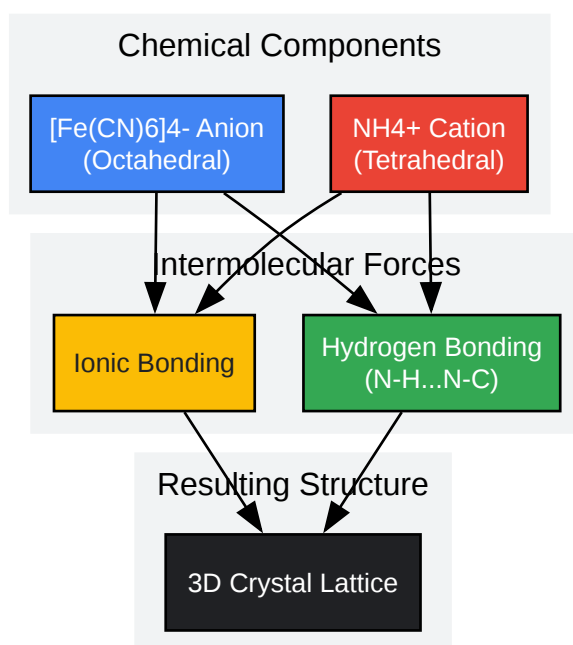 Chemical Components
[Fe(CN)6]4- Anion
(Octahedral)
NH4+ Cation
(Tetrahedral)
Intermolecular Forces
Ionic Bonding
Hydrogen Bonding
(N-H...N-C)
Resulting Structure
3D Crystal Lattice